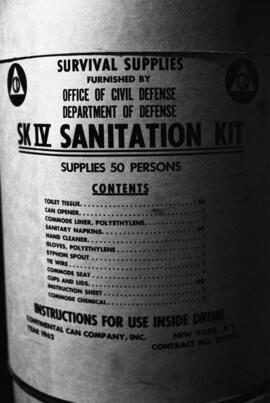 SURVIVAL SUPPLIES
FURNISHED BY
OFFICE OF CIVIL DEFENSE
DEPARTMENT OF DEFENSE
SK IV SANITATION KIT
SUPPLIES 50 PERSONS
CONTENTS
TOILET TISSUE
CAN OPENER
COMMODE LINER, POLYETHYLENE
SANITARY NAPKINS
HAND CLEANER
GLOVES, POLYETHYLENE
SYPHON SPOUT
TIE WIRE
COMMODE SEAT
CUPS AND LIDS
INSTRUCTION SHEET
COMMODE CHEMICAL
INSTRUCTIONS FOR USE INSIDE DRUM
CONTINENTAL CAN COMPANY, INC. NEW YORK, N.Y.
YEAR 1962 CONTRACT NO.